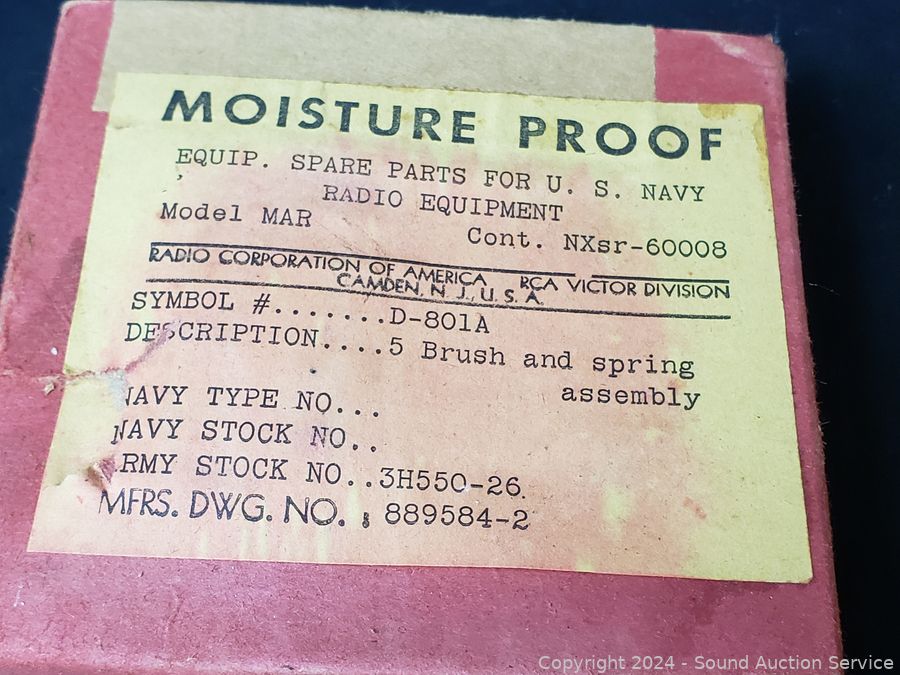 MOISTURE PROOF
EQUIP. SPARE PARTS FOR U. S. NAVY
RADIO EQUIPMENT
Model MAR
Cont. NXsr-60008
RADIO CORPORATION OF AMERICA RCA VICTOR DIVISION
CAMDEN, N. J., U. S. A.
SYMBOL #.......D-801A
DESCRIPTION....5 Brush and spring
assembly
NAVY TYPE NO...
NAVY STOCK NO..
ARMY STOCK NO..3H550-26.
MFRS. DWG. NO. : 889584-2
Copyright 2024 - Sound Auction Service